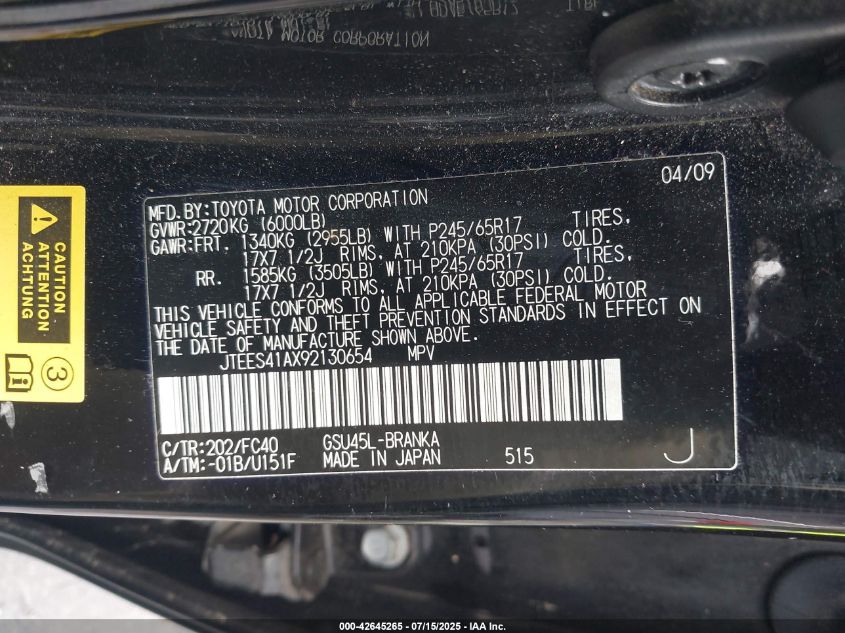 MOTOR CORPORATION
04/09
MFD.BY:TOYOTA MOTOR CORPORATION
GVWR:2720KG (6000LB)
GAWR:FRT. 1340KG (2955LB) WITH P245/65R17 TIRES,
17X7 1/2J RIMS, AT 210KPA (30PSI) COLD.
RR. 1585KG (3505LB) WITH P245/65R17 TIRES,
17X7 1/2J RIMS, AT 210KPA (30PSI) COLD.
THIS VEHICLE CONFORMS TO ALL APPLICABLE FEDERAL MOTOR
VEHICLE SAFETY AND THEFT PREVENTION STANDARDS IN EFFECT ON
THE DATE OF MANUFACTURE SHOWN ABOVE.
JTEES41AX92130654 MPV
C/TR:202/FC40 GSU45L-BRANKA
A/TM:-01B/U151F MADE IN JAPAN 515 J
CAUTION
ATTENTION
ACHTUNG
3
000-42645265 - 07/15/2025 - IAA Inc.